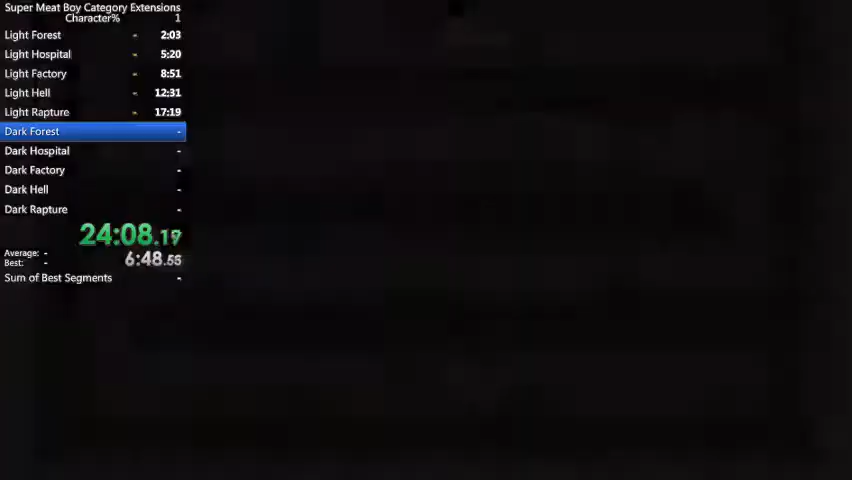 Super Meat Boy Category Extensions
Character% 1
Light Forest - 2:03
Light Hospital - 5:20
Light Factory - 8:51
Light Hell - 12:31
Light Rapture - 17:19
Dark Forest -
Dark Hospital -
Dark Factory -
Dark Hell -
Dark Rapture -
24:08.19
Average: -
Best: - 6:48.56
Sum of Best Segments -